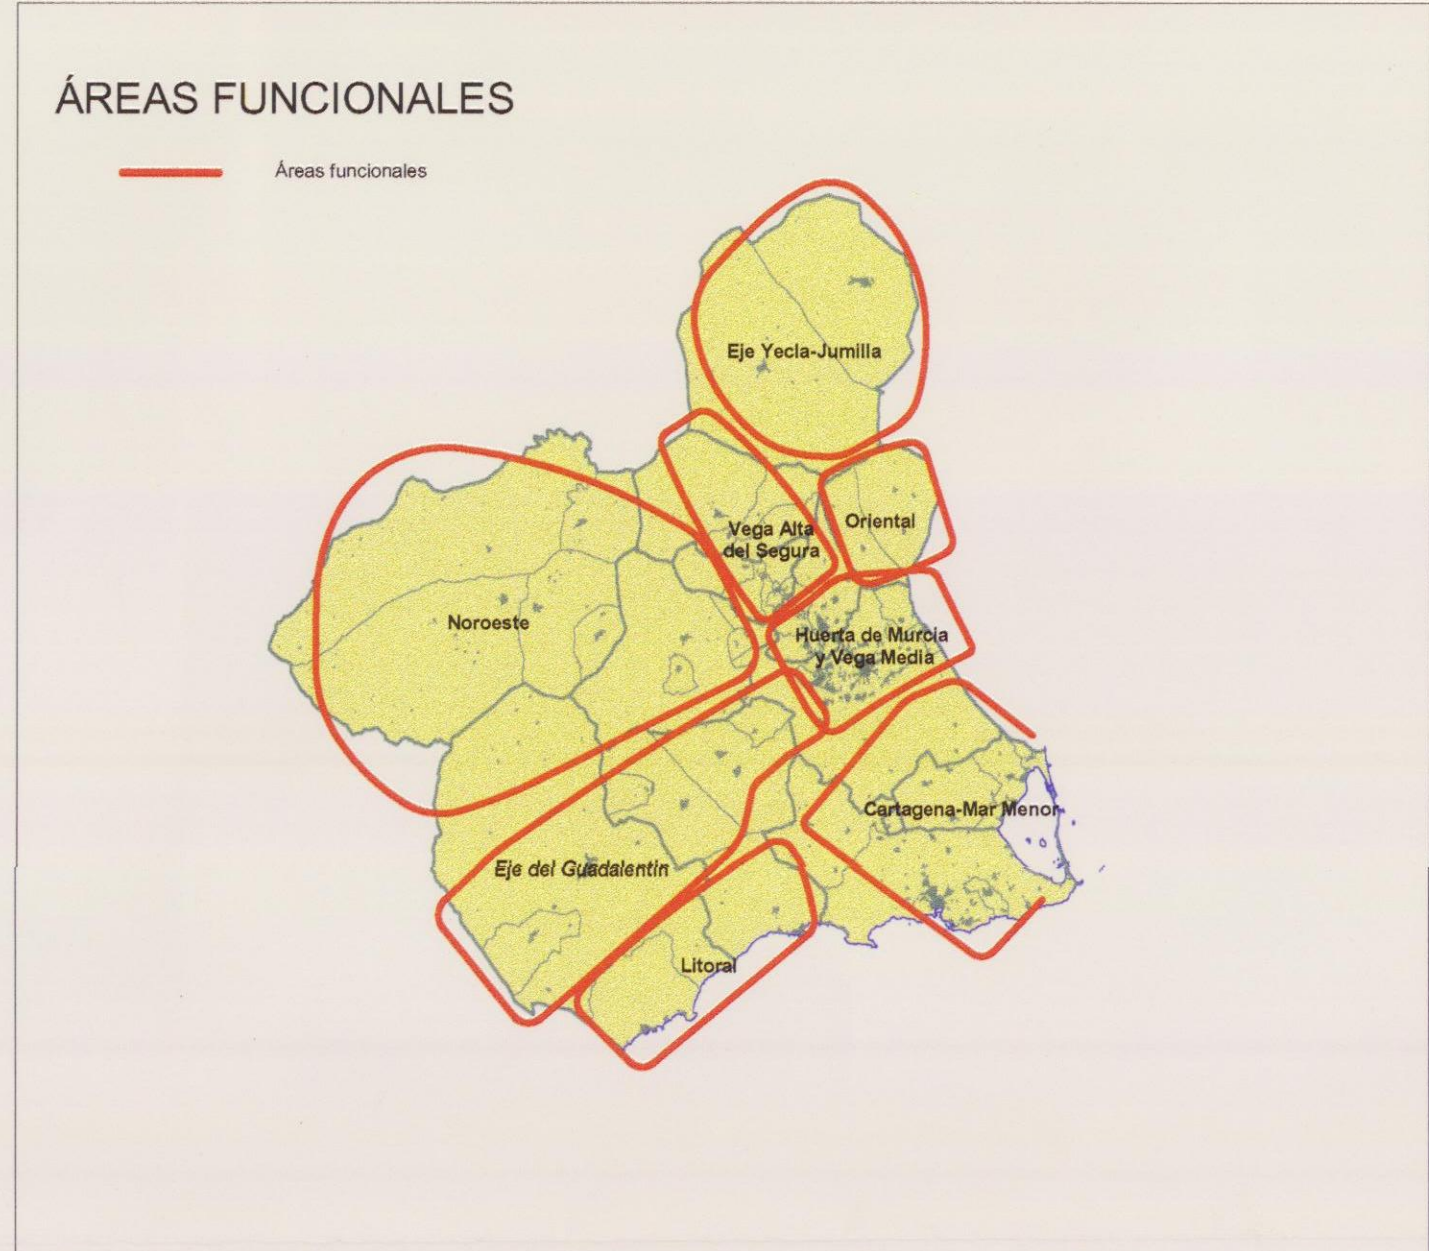 ÁREAS FUNCIONALES
Áreas funcionales
Eje Yecla-Jumilla
Vega Alta
del Segura
Oriental
Noroeste
Huerta de Murcia
y Vega Media
Cartagena-Mar Menor
Eje del Guadalentín
Litoral